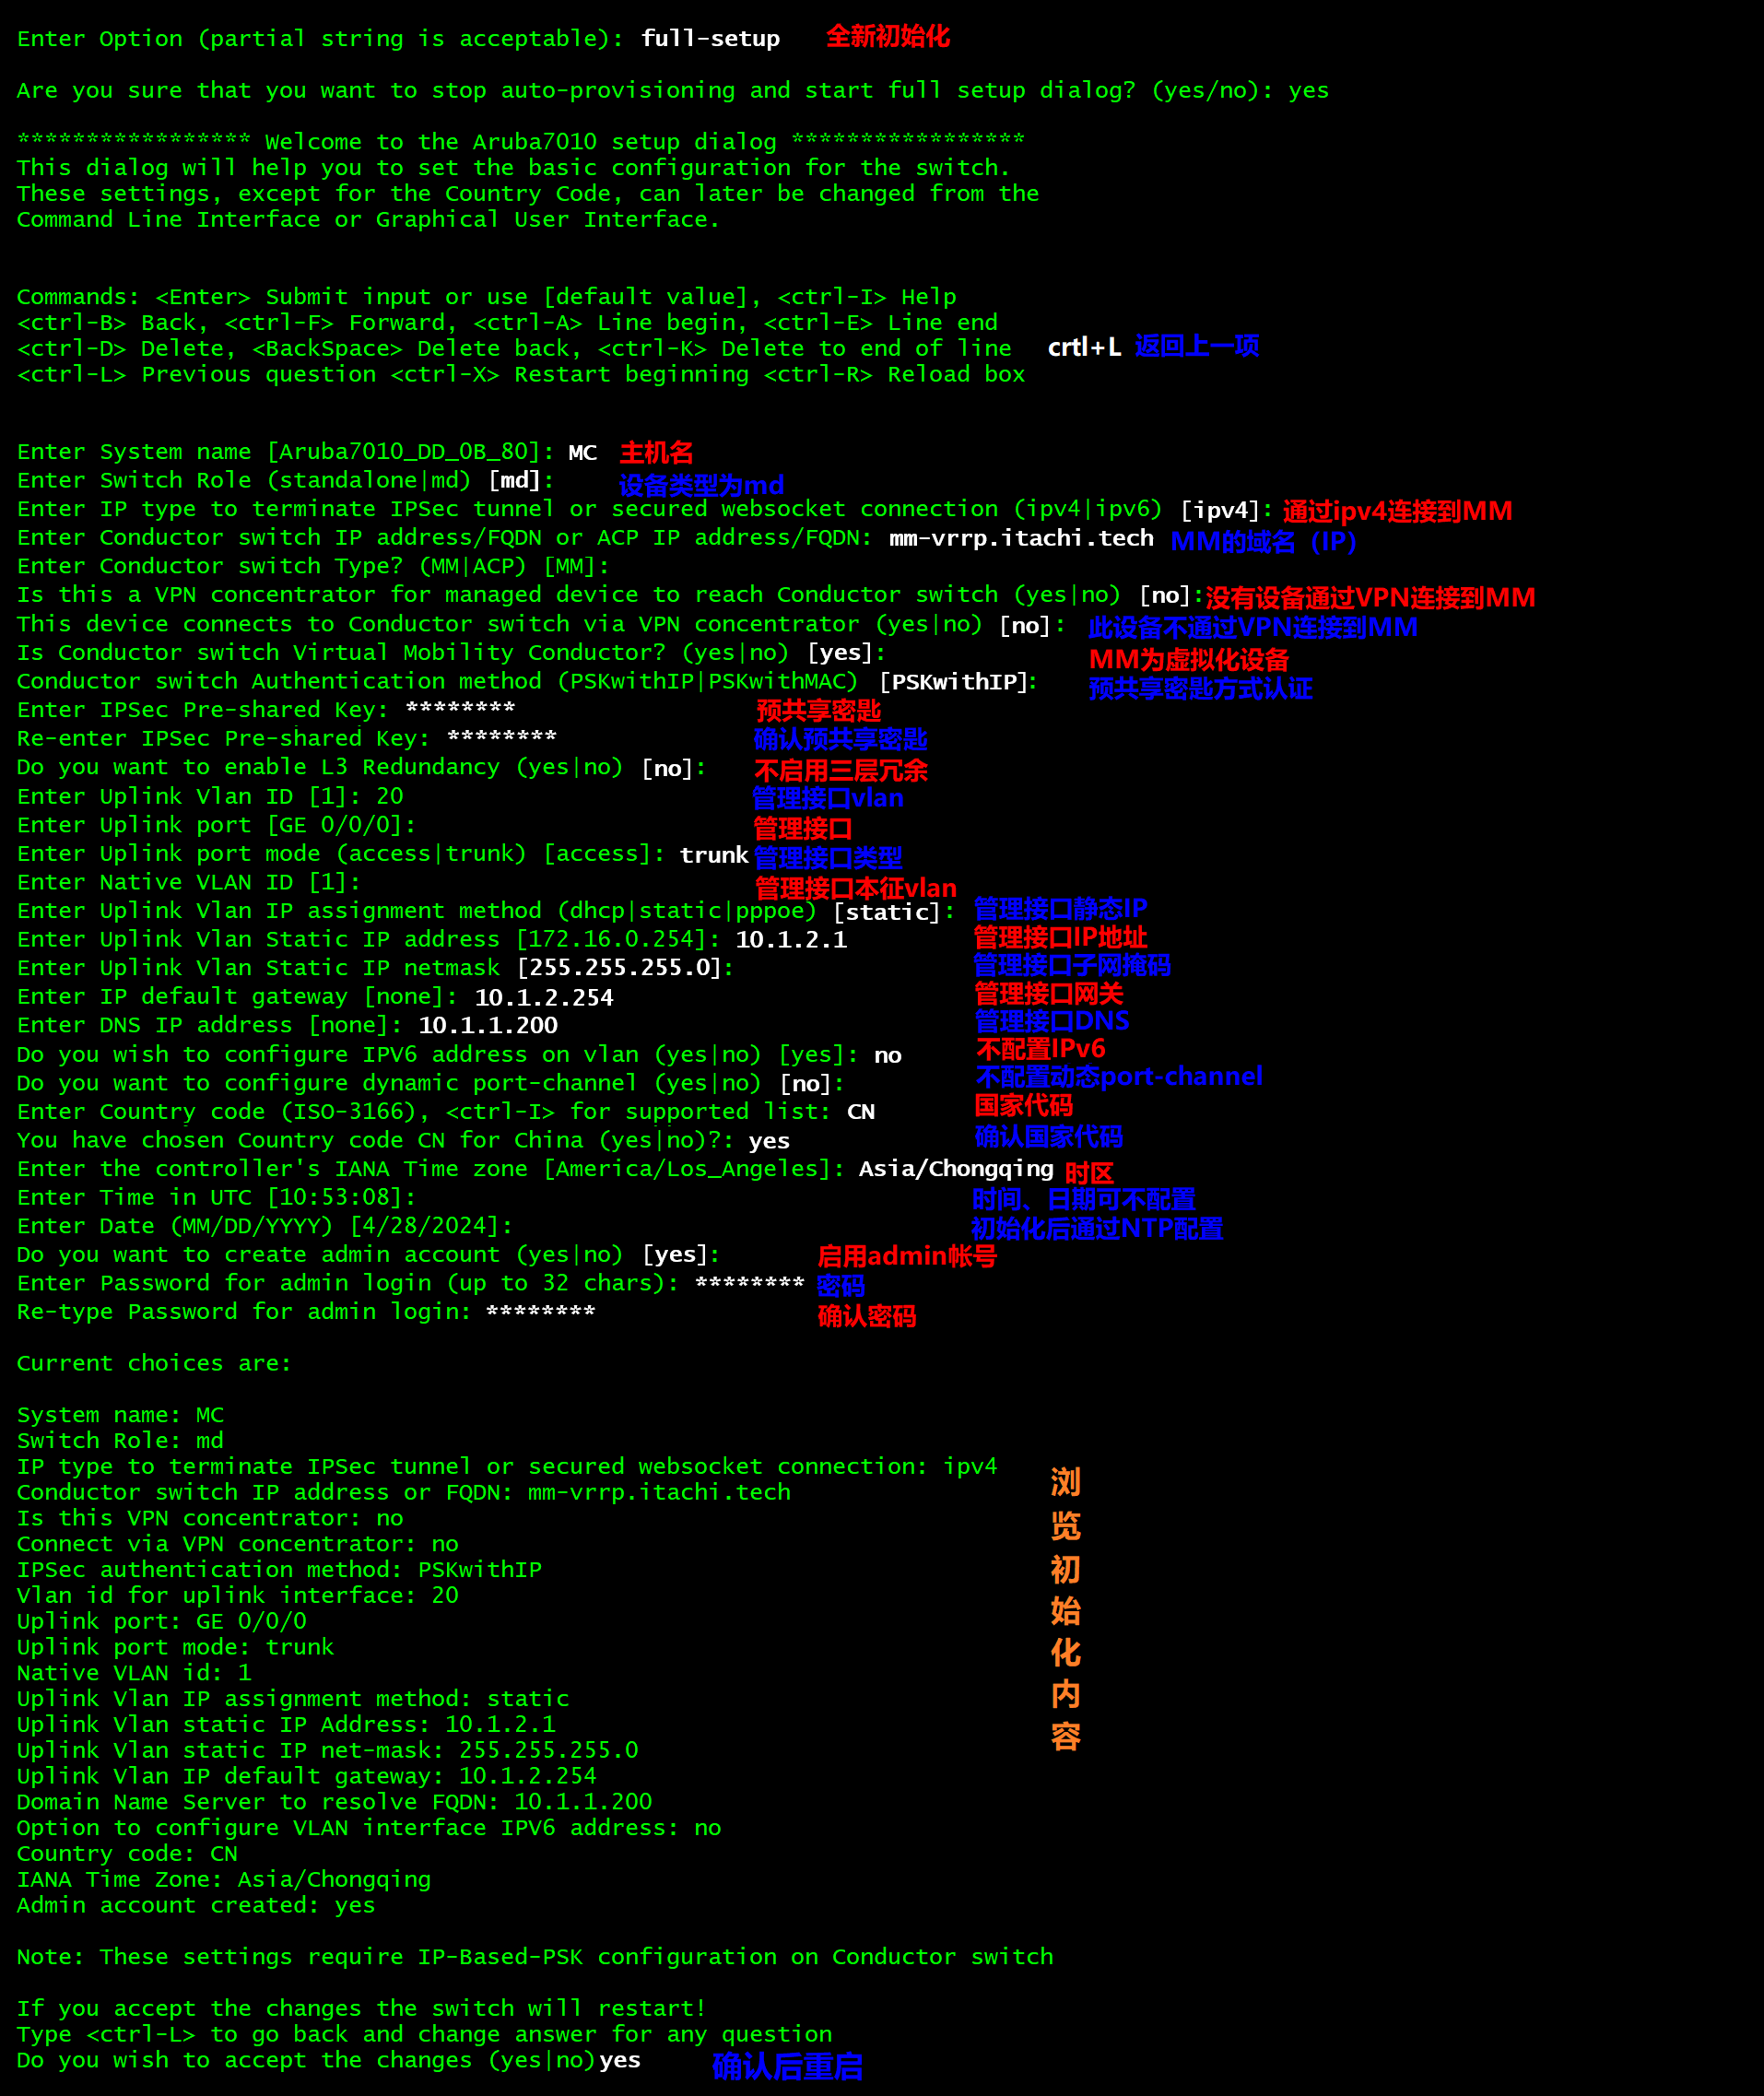 Enter Option (partial string is acceptable): full-setup 全新初始化
Are you sure that you want to stop auto-provisioning and start full setup dialog? (yes/no): yes
***************** Welcome to the Aruba7010 setup dialog *****************
This dialog will help you to set the basic configuration for the switch.
These settings, except for the Country Code, can later be changed from the
Command Line Interface or Graphical User Interface.
Commands: <Enter> Submit input or use [default value], <ctrl-I> Help
<ctrl-B> Back, <ctrl-F> Forward, <ctrl-A> Line begin, <ctrl-E> Line end
<ctrl-D> Delete, <BackSpace> Delete back, <ctrl-K> Delete to end of line crtl+L 返回上一项
<ctrl-L> Previous question <ctrl-X> Restart beginning <ctrl-R> Reload box
Enter System name [Aruba7010_DD_0B_80]: MC 主机名
Enter Switch Role (standalone|md) [md]: 设备类型为md
Enter IP type to terminate IPSec tunnel or secured websocket connection (ipv4|ipv6) [ipv4]: 通过ipv4连接到MM
Enter Conductor switch IP address/FQDN or ACP IP address/FQDN: mm-vrrp.itachi.tech MM的域名（IP）
Enter Conductor switch Type? (MM|ACP) [MM]:
Is this a VPN concentrator for managed device to reach Conductor switch (yes|no) [no]:没有设备通过VPN连接到MM
This device connects to Conductor switch via VPN concentrator (yes|no) [no]: 此设备不通过VPN连接到MM
Is Conductor switch Virtual Mobility Conductor? (yes|no) [yes]: MM为虚拟化设备
Conductor switch Authentication method (PSKwithIP|PSKwithMAC) [PSKwithIP]: 预共享密匙方式认证
Enter IPSec Pre-shared Key: ******** 预共享密匙
Re-enter IPSec Pre-shared Key: ******** 确认预共享密匙
Do you want to enable L3 Redundancy (yes|no) [no]: 不启用三层冗余
Enter Uplink Vlan ID [1]: 20 管理接口vlan
Enter Uplink port [GE 0/0/0]: 管理接口
Enter Uplink port mode (access|trunk) [access]: trunk 管理接口类型
Enter Native VLAN ID [1]: 管理接口本征vlan
Enter Uplink Vlan IP assignment method (dhcp|static|pppoe) [static]: 管理接口静态IP
Enter Uplink Vlan Static IP address [172.16.0.254]: 10.1.2.1 管理接口IP地址
Enter Uplink Vlan Static IP netmask [255.255.255.0]: 管理接口子网掩码
Enter IP default gateway [none]: 10.1.2.254 管理接口网关
Enter DNS IP address [none]: 10.1.1.200 管理接口DNS
Do you wish to configure IPV6 address on vlan (yes|no) [yes]: no 不配置IPv6
Do you want to configure dynamic port-channel (yes|no) [no]: 不配置动态port-channel
Enter Country code (ISO-3166), <ctrl-I> for supported list: CN 国家代码
You have chosen Country code CN for China (yes|no)?: yes 确认国家代码
Enter the controller's IANA Time zone [America/Los_Angeles]: Asia/Chongqing 时区
Enter Time in UTC [10:53:08]: 时间、日期可不配置
Enter Date (MM/DD/YYYY) [4/28/2024]: 初始化后通过NTP配置
Do you want to create admin account (yes|no) [yes]: 启用admin帐号
Enter Password for admin login (up to 32 chars): ******** 密码
Re-type Password for admin login: ******** 确认密码
Current choices are:
System name: MC
Switch Role: md
IP type to terminate IPSec tunnel or secured websocket connection: ipv4
Conductor switch IP address or FQDN: mm-vrrp.itachi.tech
Is this VPN concentrator: no
Connect via VPN concentrator: no
IPSec authentication method: PSKwithIP
Vlan id for uplink interface: 20
Uplink port: GE 0/0/0
Uplink port mode: trunk
Native VLAN id: 1
Uplink Vlan IP assignment method: static
Uplink Vlan static IP Address: 10.1.2.1
Uplink Vlan static IP net-mask: 255.255.255.0
Uplink Vlan IP default gateway: 10.1.2.254
Domain Name Server to resolve FQDN: 10.1.1.200
Option to configure VLAN interface IPV6 address: no
Country code: CN
IANA Time Zone: Asia/Chongqing
Admin account created: yes
浏览初始化内容
Note: These settings require IP-Based-PSK configuration on Conductor switch
If you accept the changes the switch will restart!
Type <ctrl-L> to go back and change answer for any question
Do you wish to accept the changes (yes|no)yes 确认后重启